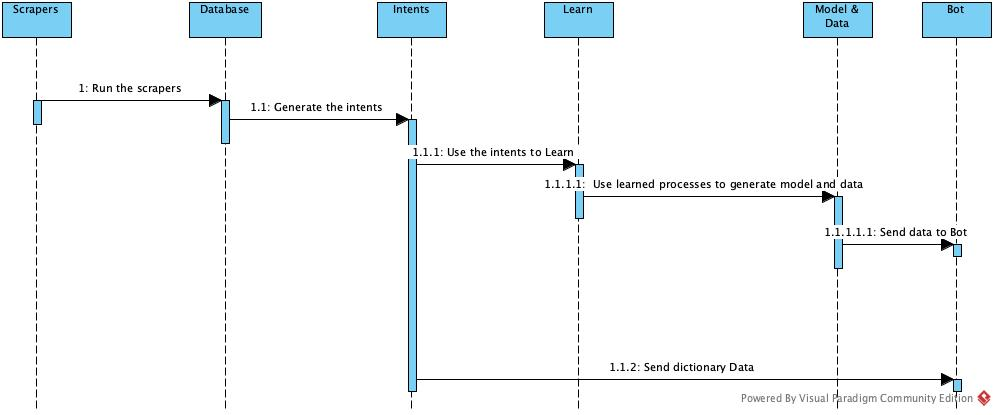 Scrapers
Database
Intents
Learn
Model &
Data
Bot
1: Run the scrapers
1.1: Generate the intents
1.1.1: Use the intents to Learn
1.1.1.1:  Use learned processes to generate model and data
1.1.1.1.1: Send data to Bot
1.1.2: Send dictionary Data
Powered By Visual Paradigm Community Edition